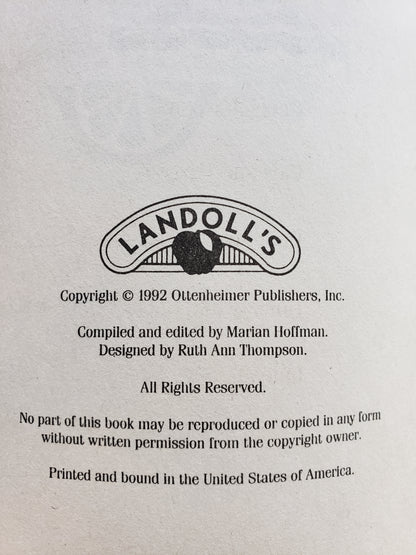 LANDOLL'S
Copyright © 1992 Ottenheimer Publishers, Inc.
Compiled and edited by Marian Hoffman.
Designed by Ruth Ann Thompson.
All Rights Reserved.
No part of this book may be reproduced or copied in any form
without written permission from the copyright owner.
Printed and bound in the United States of America.